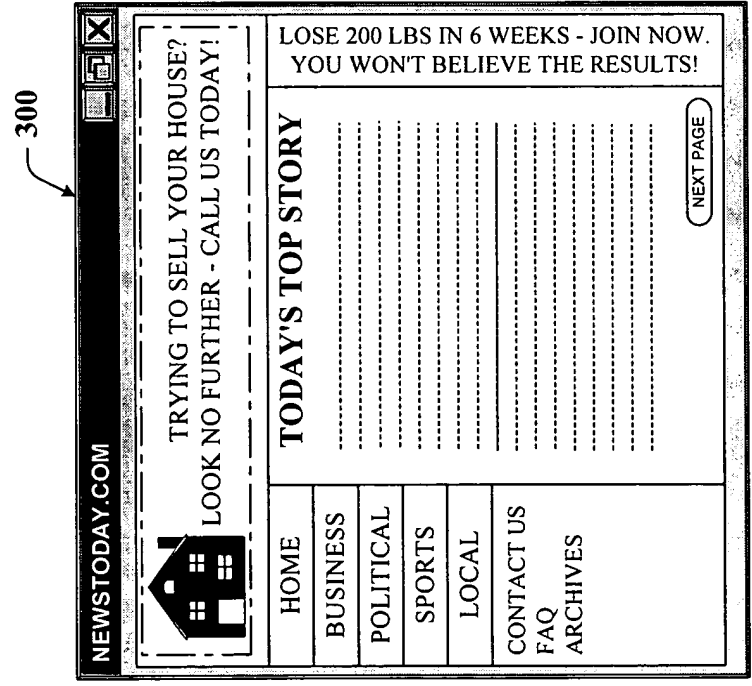 300
NEWSTODAY.COM
TRYING TO SELL YOUR HOUSE?
LOOK NO FURTHER - CALL US TODAY!
HOME
BUSINESS
POLITICAL
SPORTS
LOCAL
CONTACT US
FAQ
ARCHIVES
TODAY'S TOP STORY
NEXT PAGE
LOSE 200 LBS IN 6 WEEKS - JOIN NOW.
YOU WON'T BELIEVE THE RESULTS!